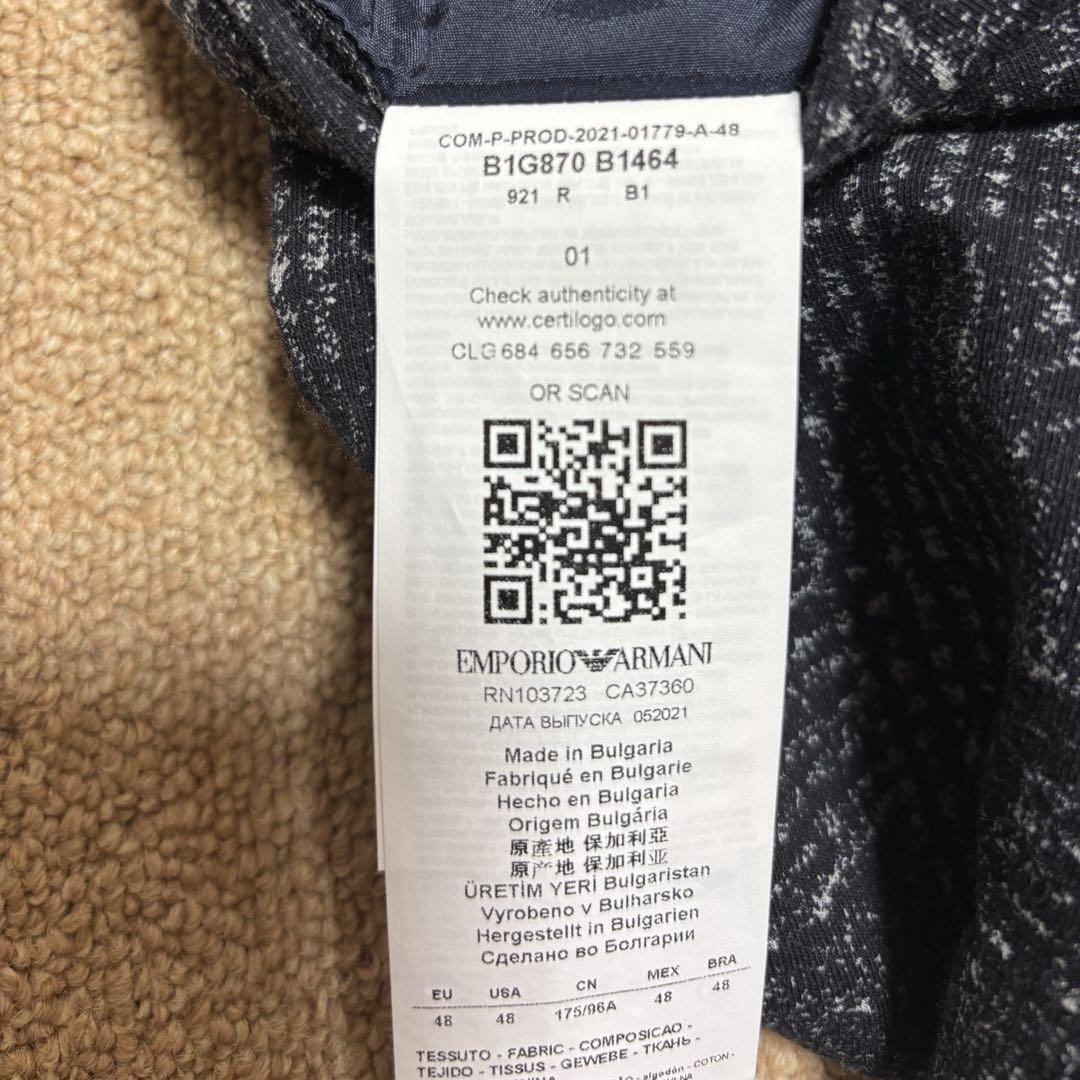 COM-P-PROD-2021-01779-A-48
B1G870 B1464
921 R B1
01
Check authenticity at
www.certilogo.com
CLG 684 656 732 559
OR SCAN
EMPORIO ARMANI
RN103723 CA37360
ДАТА ВЫПУСКА 052021
Made in Bulgaria
Fabriqué en Bulgarie
Hecho en Bulgaria
Origem Bulgária
原產地 保加利亞
原产地 保加利亚
ÜRETİM YERİ Bulgaristan
Vyrobeno v Bulharsko
Hergestellt in Bulgarien
Сделано во Болгарии
EU USA CN MEX BRA
48 48 175/96A 48 48
TESSUTO - FABRIC - COMPOSICAO -
TEJIDO - TISSUS - GEWEBE - ТКАНЬ -
algodón - COTON -